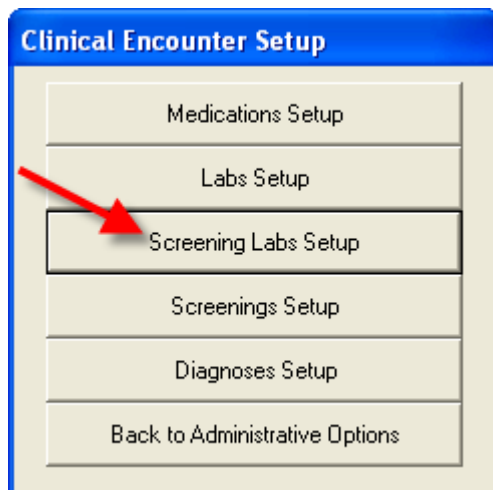 Clinical Encounter Setup
Medications Setup
Labs Setup
Screening Labs Setup
Screenings Setup
Diagnoses Setup
Back to Administrative Options